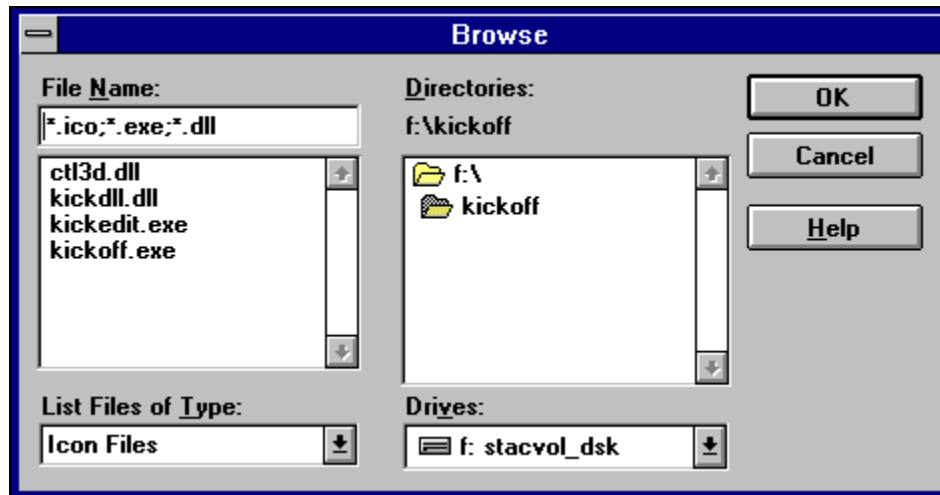 Browse
File Name:
*.ico;*.exe;*.dll
ctl3d.dll
kickdll.dll
kickedit.exe
kickoff.exe
List Files of Type:
Icon Files
Directories:
f:\kickoff
f:\
kickoff
Drives:
f: stacvol_dsk
OK
Cancel
Help